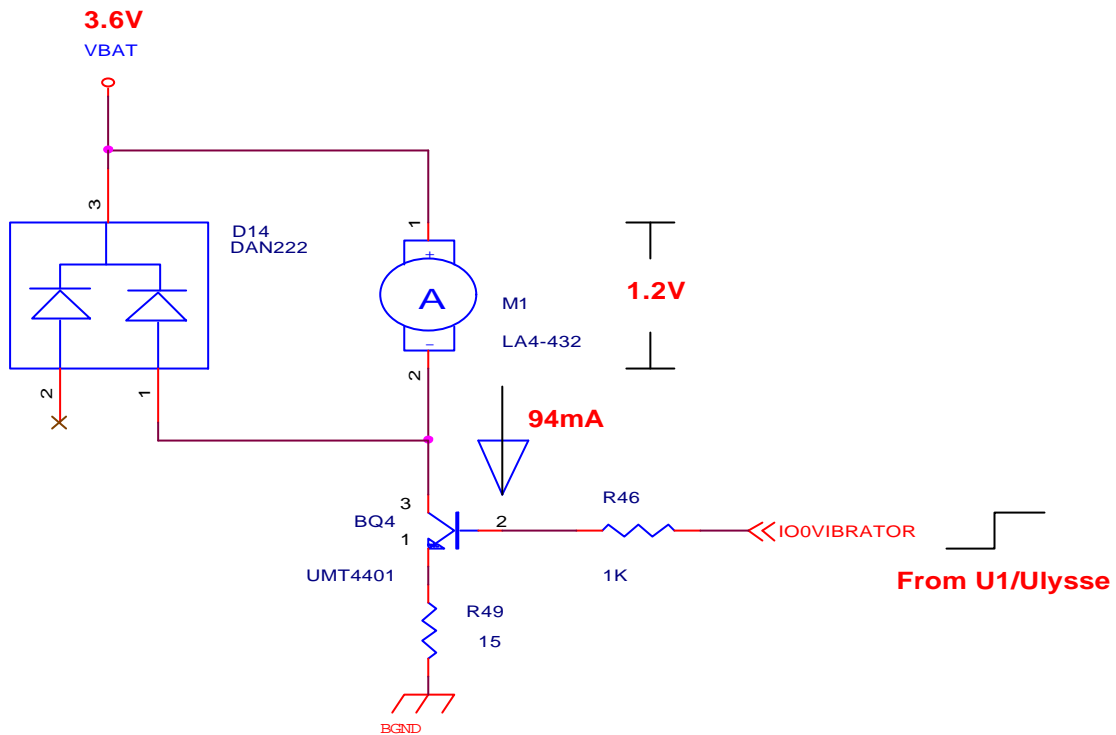 3.6V
VBAT
3
1
D14
DAN222
+
A
1.2V
M1
−
LA4-432
2
1
2
94mA
3
R46
BQ4
2
1
IO0VIBRATOR
UMT4401
1K
From U1/Ulysse
R49
15
BGND